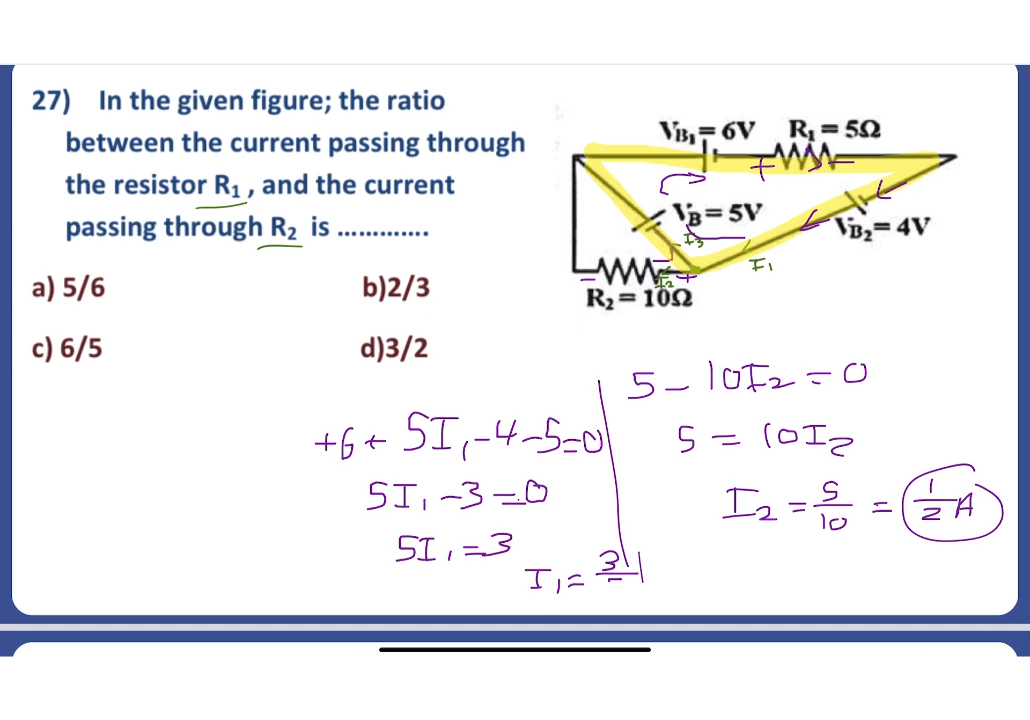 27) In the given figure; the ratio
between the current passing through
the resistor R₁ , and the current
passing through R₂ is .............
a) 5/6
b)2/3
c) 6/5
d)3/2
V_B₁ = 6V R₁ = 5Ω
+ -
V_B = 5V
V_B₂ = 4V
I₃
I₁
I₂
- +
R₂ = 10Ω
5 - 10I₂ = 0
5 = 10I₂
I₂ = 5/10 = 1/2 A
+6 + 5I₁ - 4 - 5 = 0
5I₁ - 3 = 0
5I₁ = 3
I₁ = 3